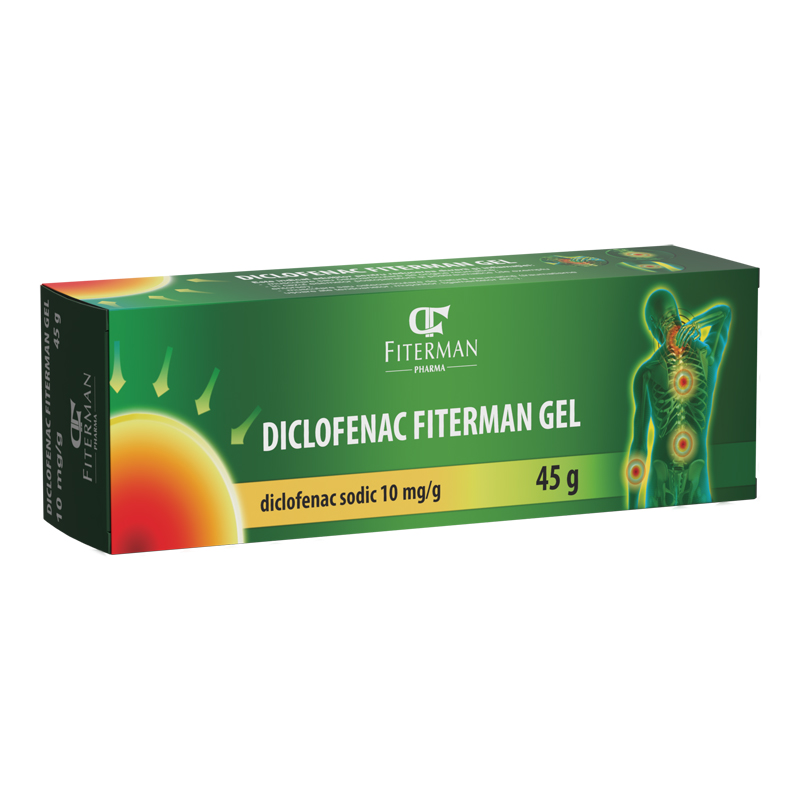 DICLOFENAC FITERMAN GEL
FITERMAN
PHARMA
DICLOFENAC FITERMAN GEL
diclofenac sodic 10 mg/g
45 g
DICLOFENAC FITERMAN GEL
10 mg/g
45 g
FITERMAN
PHARMA